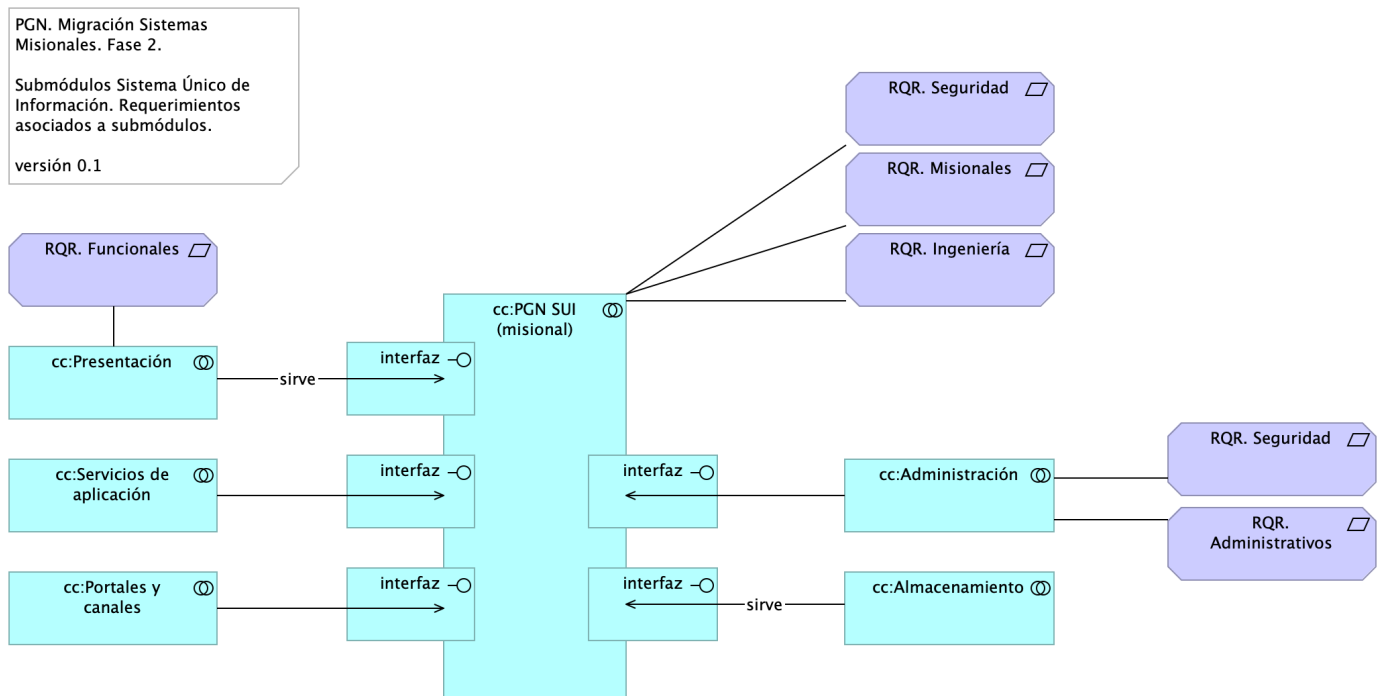 PGN. Migración Sistemas
Misionales. Fase 2.
Submódulos Sistema Único de
Información. Requerimientos
asociados a submódulos.
versión 0.1
RQR. Seguridad
RQR. Misionales
RQR. Ingeniería
RQR. Funcionales
cc:PGN SUI
(misional)
cc:Presentación
sirve
interfaz
cc:Servicios de
aplicación
interfaz
interfaz
cc:Administración
RQR. Seguridad
RQR.
Administrativos
cc:Portales y
canales
interfaz
interfaz
sirve
cc:Almacenamiento